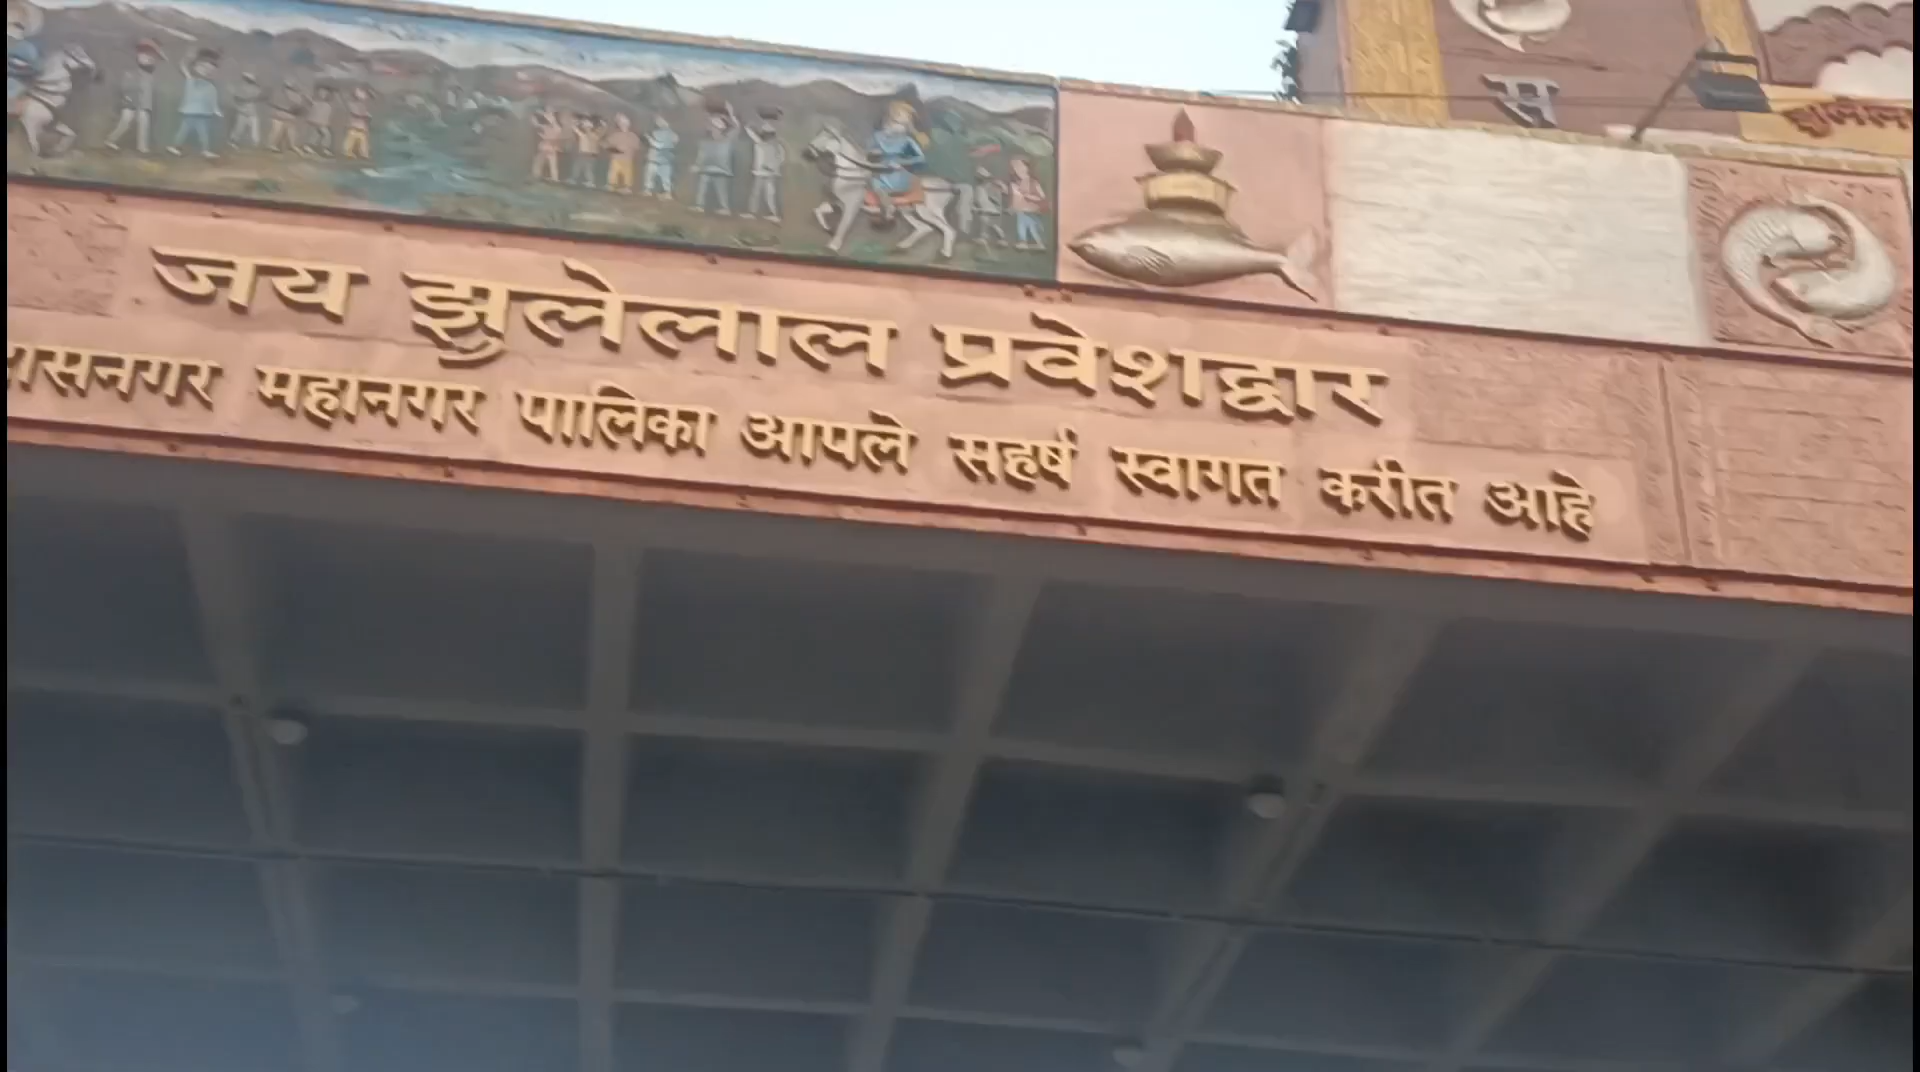 स
झुलेलाल
जय झुलेलाल प्रवेशद्वार
महानगर पालिका आपले सहर्ष स्वागत करीत आहे